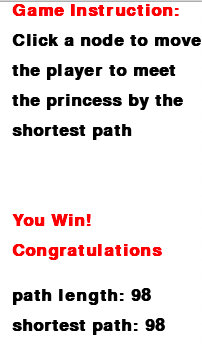 Game Instruction:
Click a node to move
the player to meet
the princess by the
shortest path
You Win!
Congratulations
path length: 98
shortest path: 98